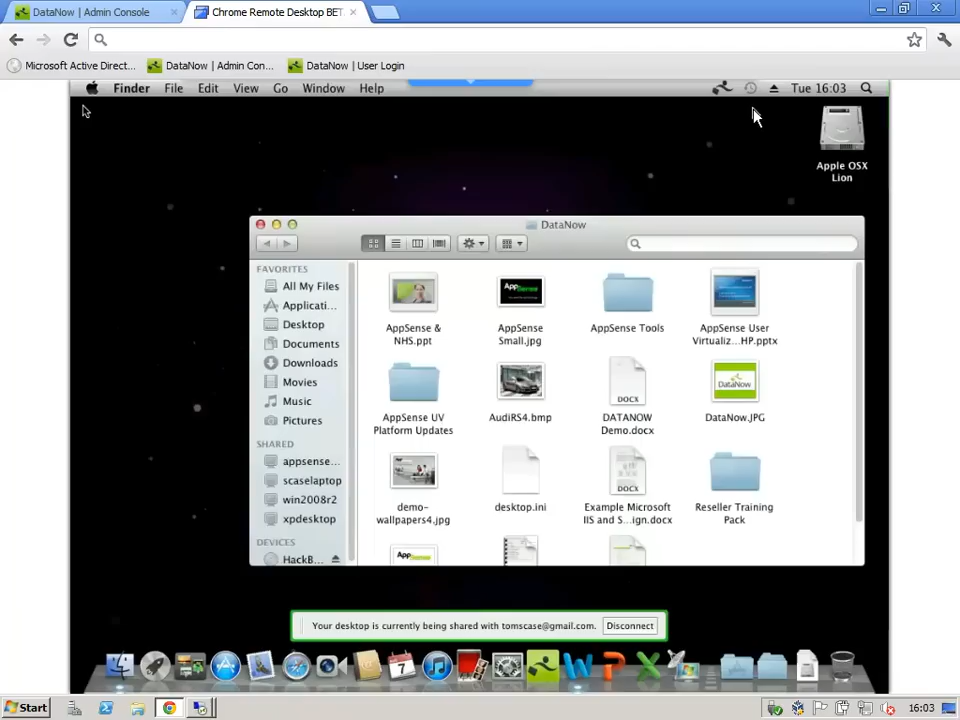 DataNow | Admin Console
Chrome Remote Desktop BET
Microsoft Active Direct...
DataNow | Admin Con...
DataNow | User Login
Finder File Edit View Go Window Help
Tue 16:03
Apple OSX
Lion
DataNow
FAVORITES
All My Files
Applicati...
Desktop
Documents
Downloads
Movies
Music
Pictures
SHARED
appsense...
scaselaptop
win2008r2
xpdesktop
DEVICES
HackB...
AppSense &
NHS.ppt
AppSense
Small.jpg
AppSense Tools
AppSense User
Virtualiz...HP.pptx
AppSense UV
Platform Updates
AudiRS4.bmp
DOCX
DATANOW
Demo.docx
DataNow
DataNow.JPG
demo-
wallpapers4.jpg
desktop.ini
DOCX
Example Microsoft
IIS and S...ign.docx
Reseller Training
Pack
Your desktop is currently being shared with tomscase@gmail.com.
Disconnect
7
Start
16:03